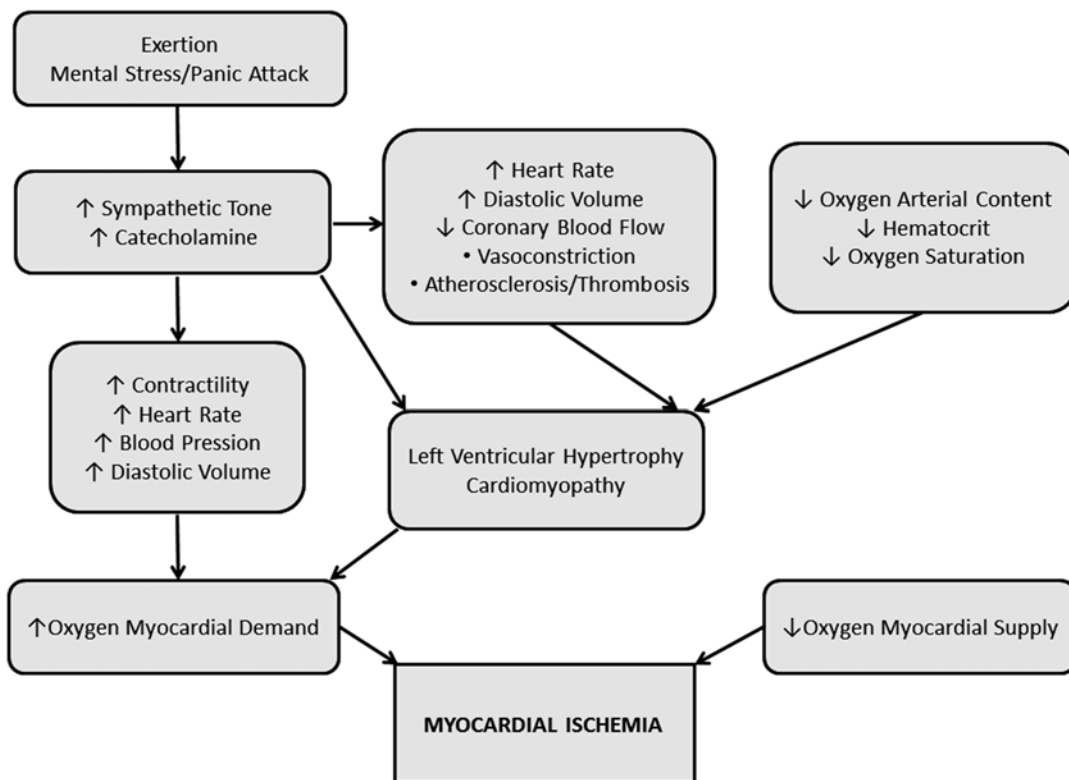 Exertion
Mental Stress/Panic Attack
↑ Sympathetic Tone
↑ Catecholamine
↑ Heart Rate
↑ Diastolic Volume
↓ Coronary Blood Flow
• Vasoconstriction
• Atherosclerosis/Thrombosis
↓ Oxygen Arterial Content
↓ Hematocrit
↓ Oxygen Saturation
↑ Contractility
↑ Heart Rate
↑ Blood Pression
↑ Diastolic Volume
Left Ventricular Hypertrophy
Cardiomyopathy
↑Oxygen Myocardial Demand
↓Oxygen Myocardial Supply
MYOCARDIAL ISCHEMIA